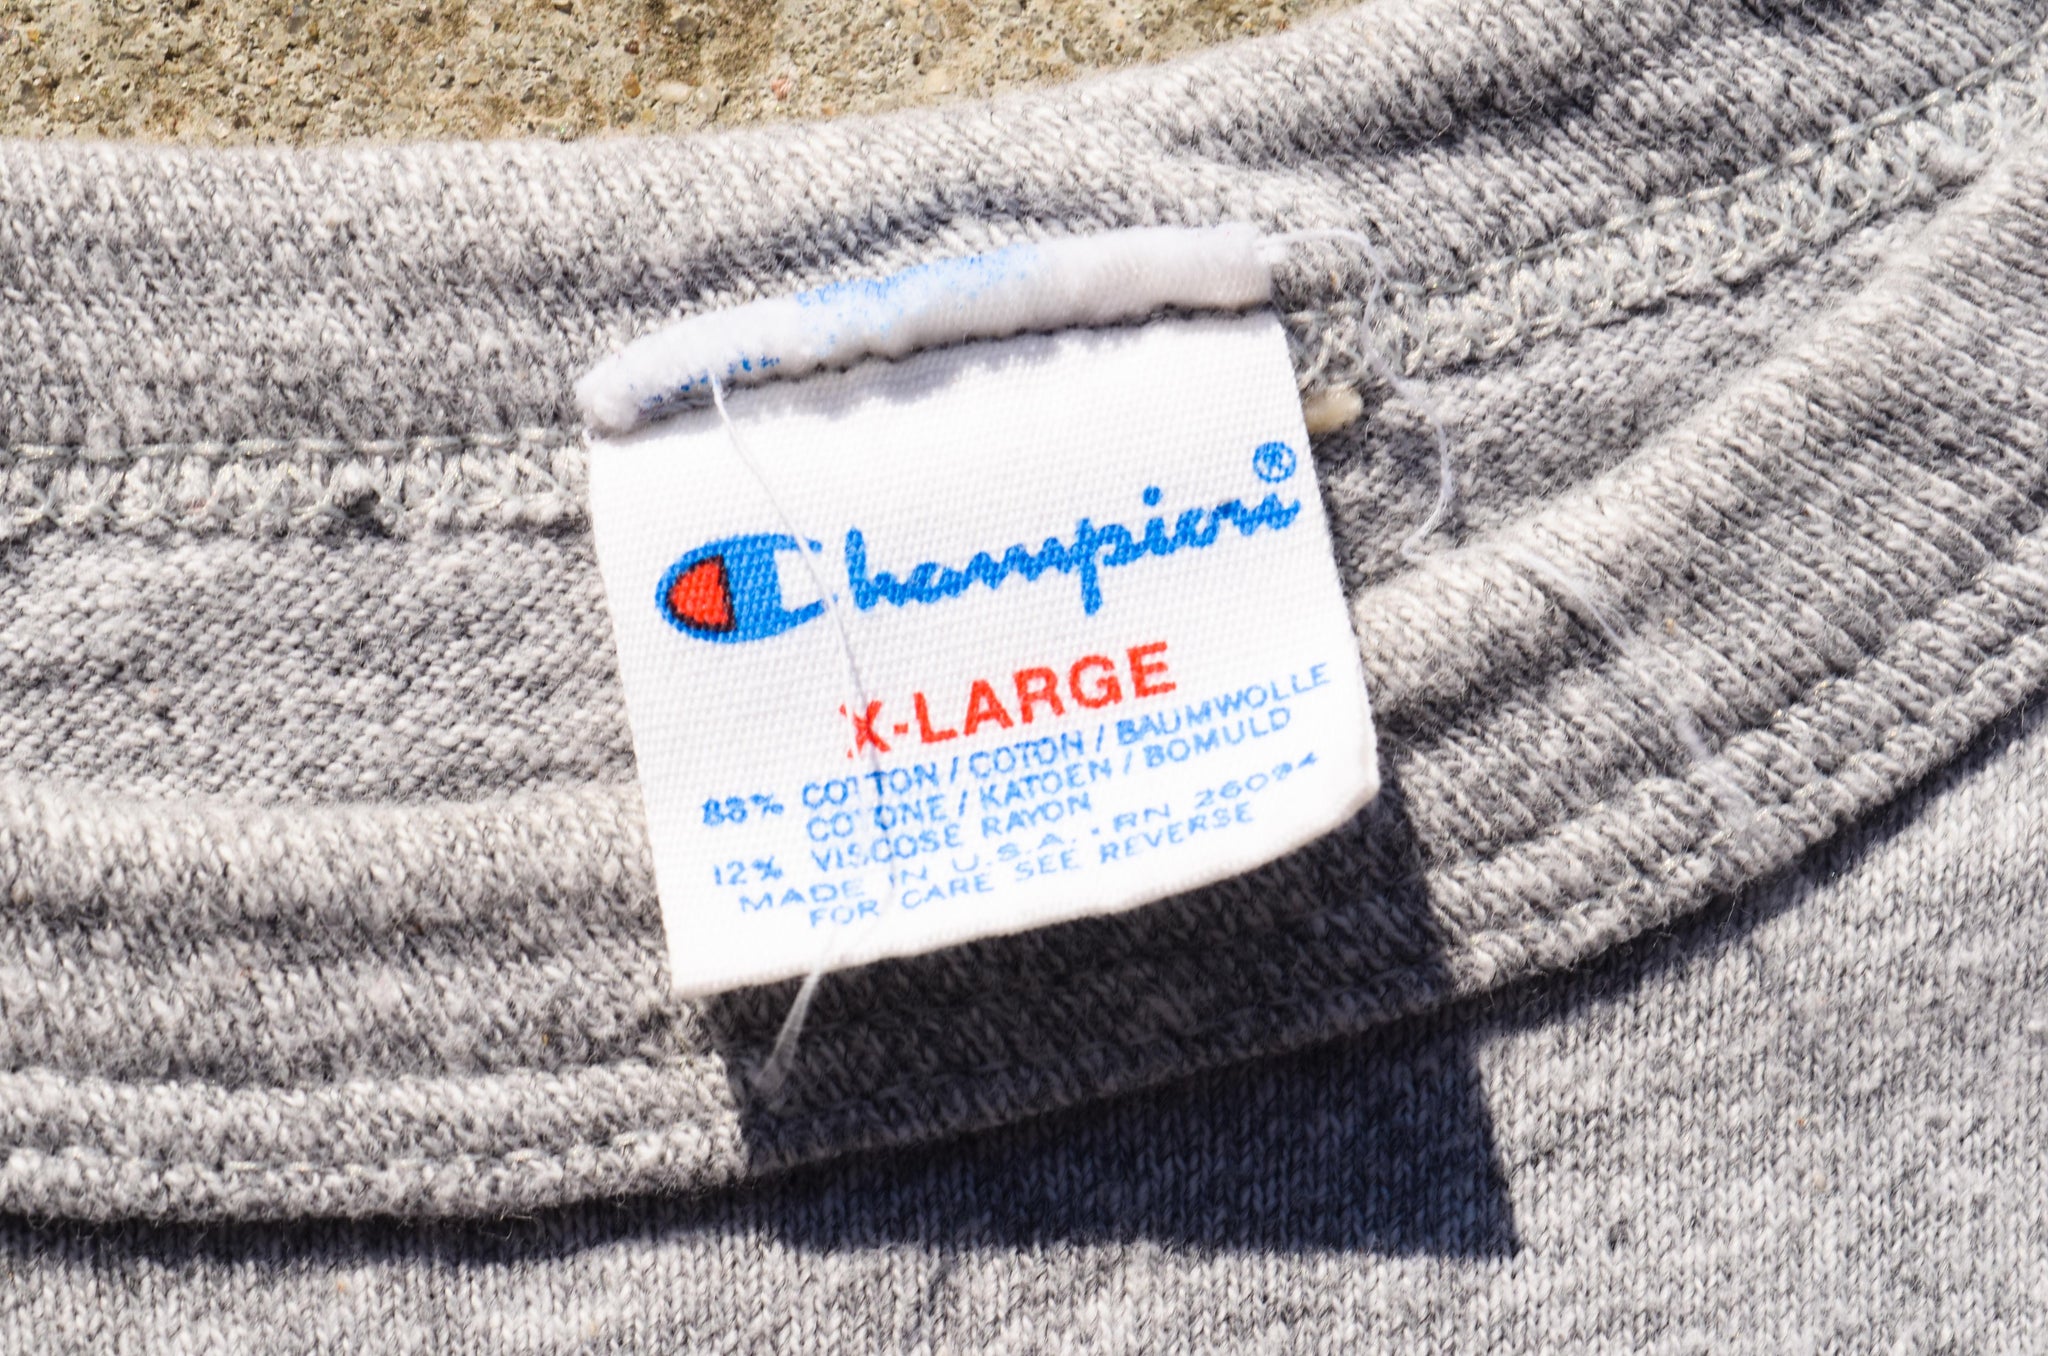 Champion®
X-LARGE
88% COTTON / COTON / BAUMWOLLE
COTONE / KATOEN / BOMULD
12% VISCOSE RAYON
MADE IN U.S.A. · RN 26094
FOR CARE SEE REVERSE